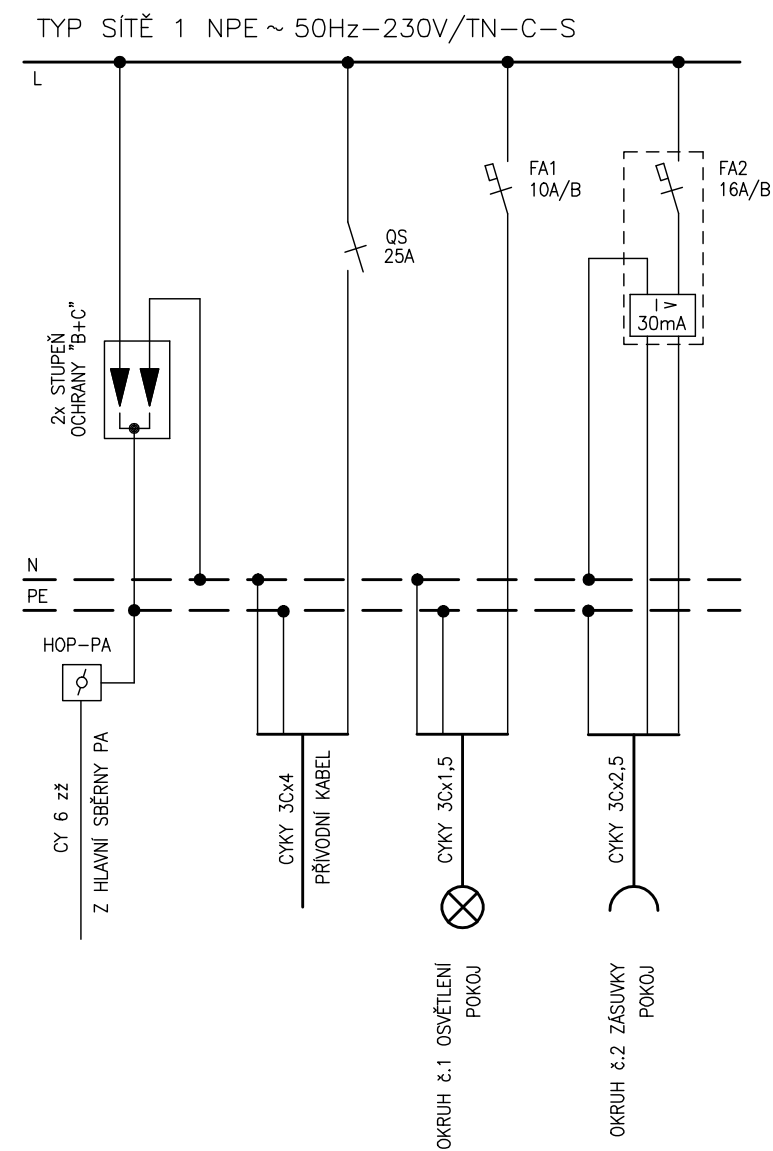 TYP SÍTĚ 1 NPE ~ 50Hz–230V/TN–C–S
L
FA1
10A/B
FA2
16A/B
QS
25A
I >
30mA
2x STUPEŇ
OCHRANY "B+C"
N
PE
HOP–PA
CY 6 zž
Z HLAVNÍ SBĚRNY PA
CYKY 3Cx4
PŘÍVODNÍ KABEL
CYKY 3Cx1,5
CYKY 3Cx2,5
OKRUH č.1 OSVĚTLENÍ
POKOJ
OKRUH č.2 ZÁSUVKY
POKOJ